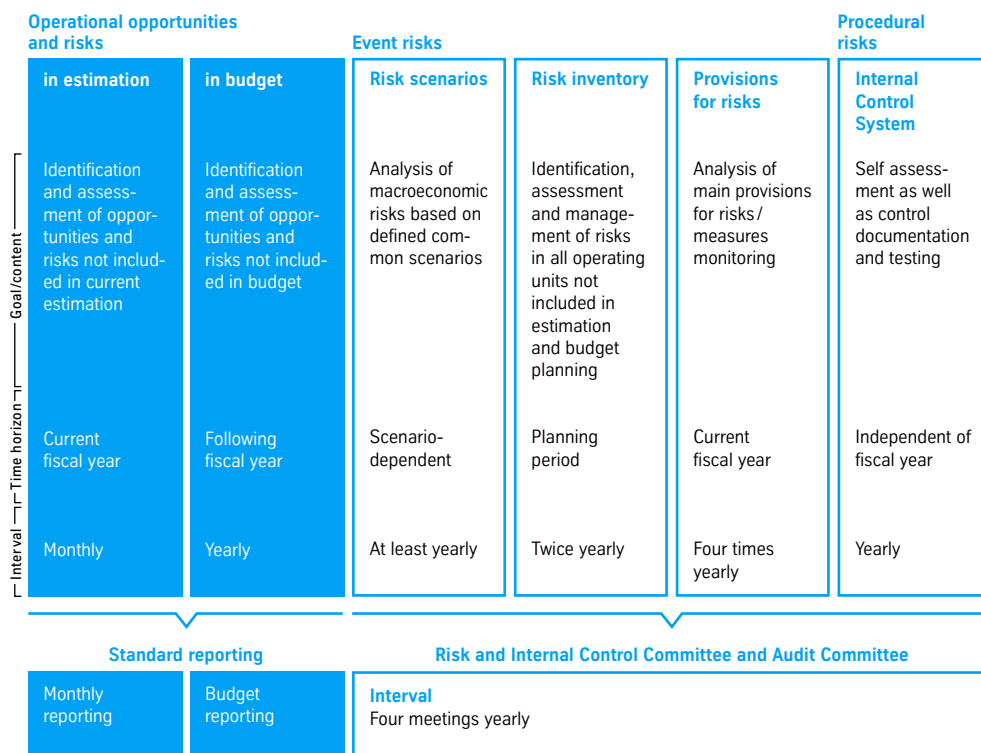 Operational opportunities
and risks
Event risks
Procedural
risks
in estimation
in budget
Risk scenarios
Risk inventory
Provisions
for risks
Internal
Control
System
Goal/content
Identification
and assess-
ment of oppor-
tunities and
risks not includ-
ed in current
estimation
Identification
and assess-
ment of oppor-
tunities and
risks not includ-
ed in budget
Analysis of
macroeconomic
risks based on
defined com-
mon scenarios
Identification,
assessment
and manage-
ment of risks
in all operating
units not
included in
estimation
and budget
planning
Analysis of
main provisions
for risks/
measures
monitoring
Self assess-
ment as well
as control
documentation
and testing
Time horizon
Current
fiscal year
Following
fiscal year
Scenario-
dependent
Planning
period
Current
fiscal year
Independent of
fiscal year
Interval
Monthly
Yearly
At least yearly
Twice yearly
Four times
yearly
Yearly
Standard reporting
Risk and Internal Control Committee and Audit Committee
Monthly
reporting
Budget
reporting
Interval
Four meetings yearly